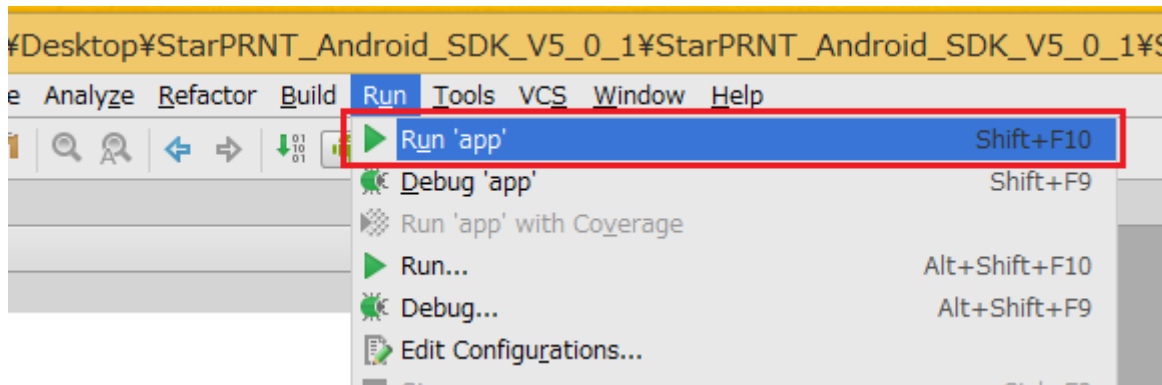 ¥Desktop¥StarPRNT_Android_SDK_V5_0_1¥StarPRNT_Android_SDK_V5_0_1¥S
e Analyze Refactor Build Run Tools VCS Window Help
Run 'app' Shift+F10
Debug 'app' Shift+F9
Run 'app' with Coverage
Run... Alt+Shift+F10
Debug... Alt+Shift+F9
Edit Configurations...